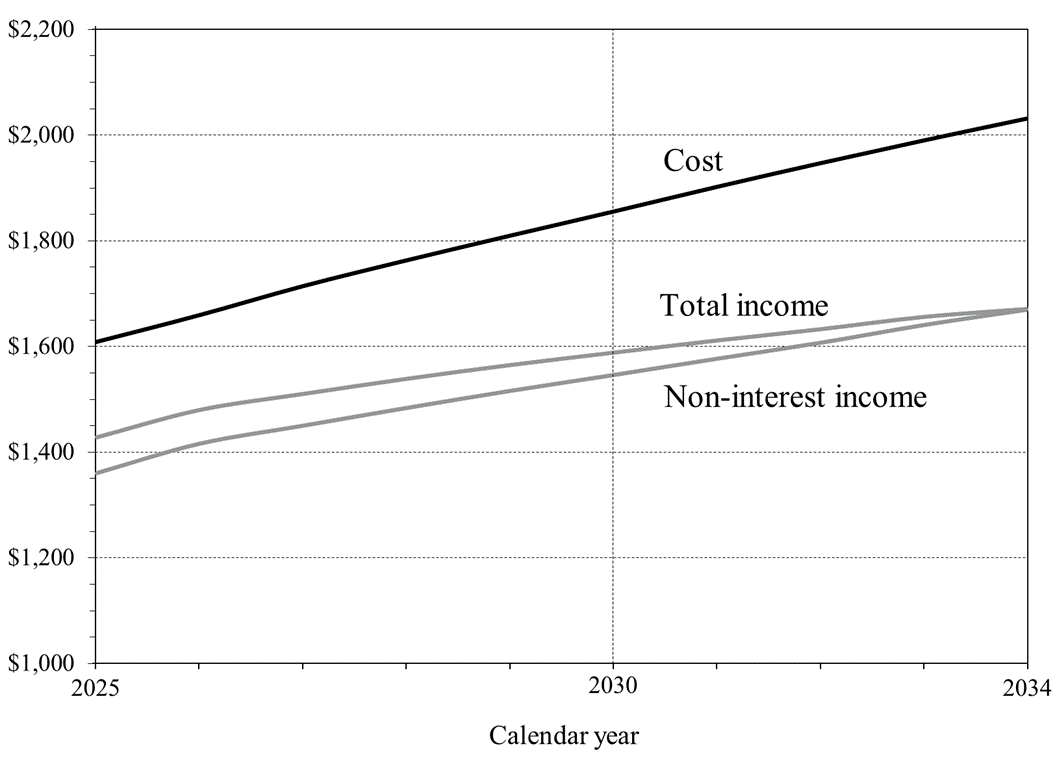 $2,200
$2,000
Cost
$1,800
Total income
$1,600
Non-interest income
$1,400
$1,200
$1,000
2025 2030 2034
Calendar year